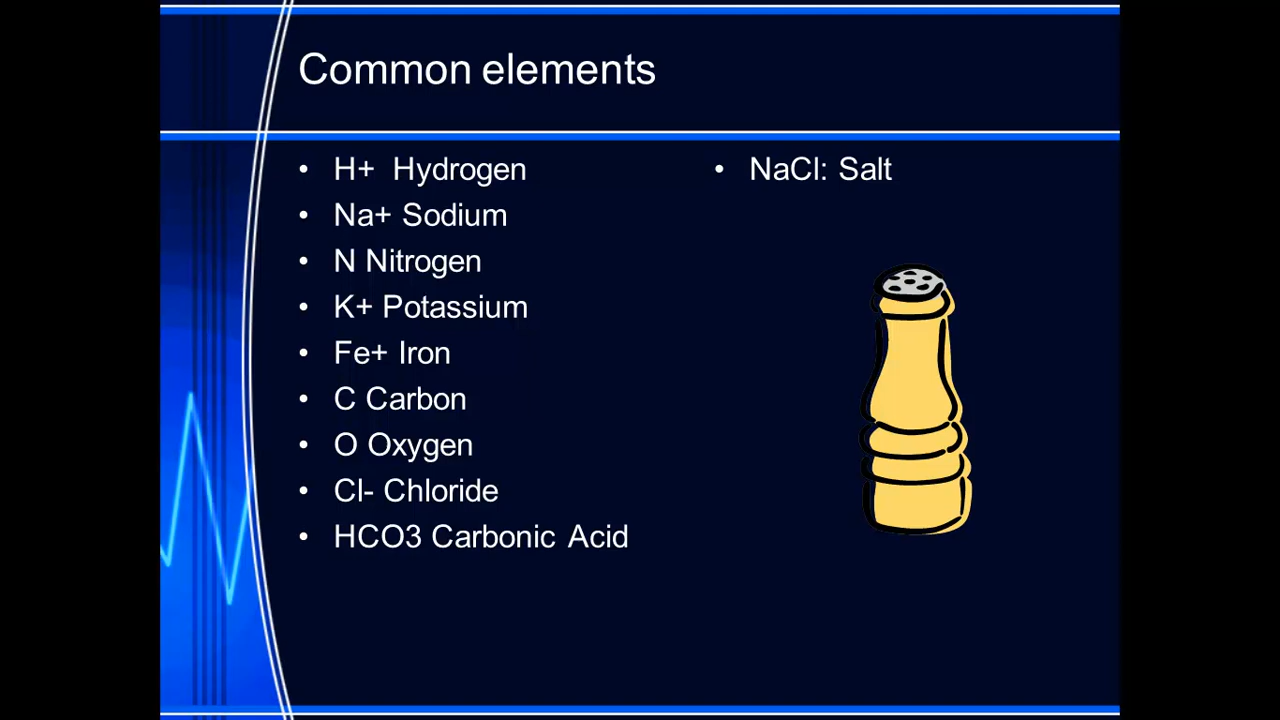 Common elements
• H+  Hydrogen
• Na+ Sodium
• N Nitrogen
• K+ Potassium
• Fe+ Iron
• C Carbon
• O Oxygen
• Cl- Chloride
• HCO3 Carbonic Acid
• NaCl: Salt